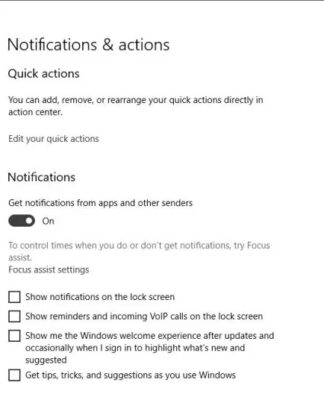 Notifications & actions
Quick actions
You can add, remove, or rearrange your quick actions directly in
action center.
Edit your quick actions
Notifications
Get notifications from apps and other senders
On
To control times when you do or don't get notifications, try Focus
assist.
Focus assist settings
Show notifications on the lock screen
Show reminders and incoming VoIP calls on the lock screen
Show me the Windows welcome experience after updates and
occasionally when I sign in to highlight what's new and
suggested
Get tips, tricks, and suggestions as you use Windows